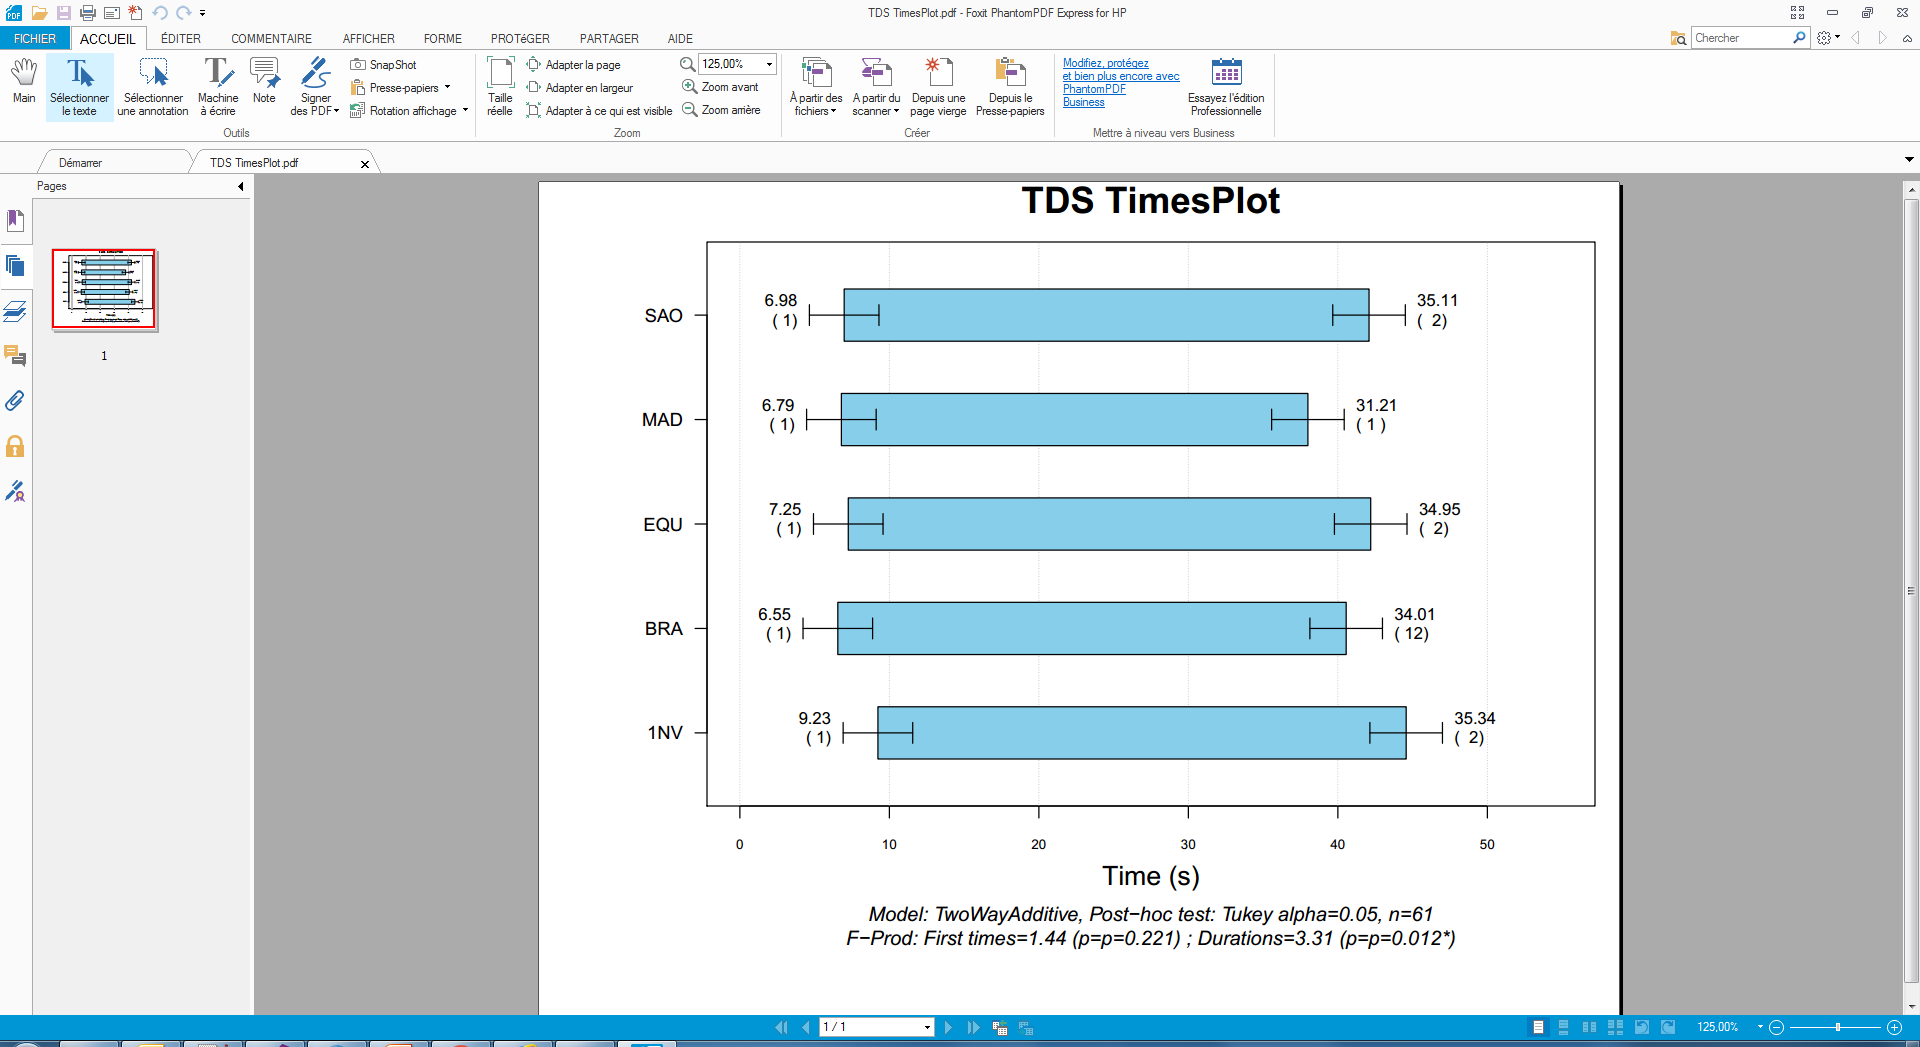 TDS TimesPlot.pdf - Foxit PhantomPDF Express for HP
FICHIER
ACCUEIL
ÉDITER
COMMENTAIRE
AFFICHER
FORME
PROTéGER
PARTAGER
AIDE
Chercher
Main
Sélectionner
le texte
Sélectionner
une annotation
Machine
à écrire
Note
Signer
des PDF
SnapShot
Presse-papiers
Rotation affichage
Outils
Taille
réelle
Adapter la page
Adapter en largeur
Adapter à ce qui est visible
125,00%
Zoom avant
Zoom arrière
Zoom
À partir des
fichiers
A partir du
scanner
Depuis une
page vierge
Depuis le
Presse-papiers
Créer
Modifiez, protégez
et bien plus encore avec
PhantomPDF
Business
Essayez l'édition
Professionnelle
Mettre à niveau vers Business
Démarrer
TDS TimesPlot.pdf
Pages
1
TDS TimesPlot
SAO
6.98
( 1)
35.11
( 2)
MAD
6.79
( 1)
31.21
( 1 )
EQU
7.25
( 1)
34.95
( 2)
BRA
6.55
( 1)
34.01
( 12)
1NV
9.23
( 1)
35.34
( 2)
0 10 20 30 40 50
Time (s)
Model: TwoWayAdditive, Post−hoc test: Tukey alpha=0.05, n=61
F−Prod: First times=1.44 (p=p=0.221) ; Durations=3.31 (p=p=0.012*)
1 / 1
125,00%